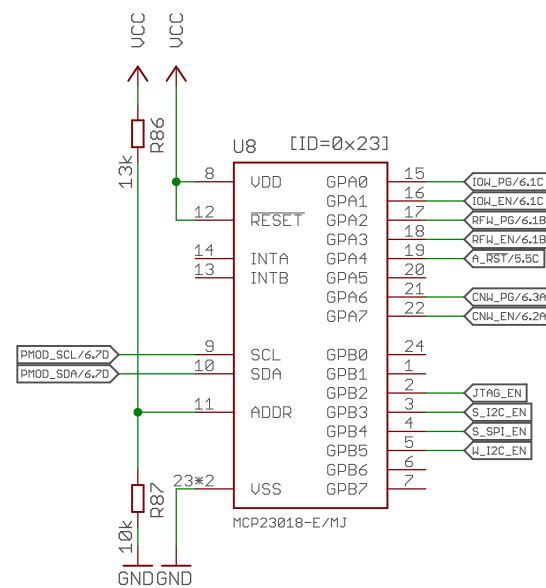 VCC
VCC
R86
13k
U8
[ID=0x23]
8 VDD GPA0 15 IOW_PG/6.1C
GPA1 16 IOW_EN/6.1C
12 RESET GPA2 17 RFW_PG/6.1B
GPA3 18 RFW_EN/6.1B
14 INTA GPA4 19 A_RST/5.5C
13 INTB GPA5 20
GPA6 21 CNW_PG/6.3A
GPA7 22 CNW_EN/6.2A
PMOD_SCL/6.7D 9 SCL GPB0 24
PMOD_SDA/6.7D 10 SDA GPB1 1
GPB2 2 JTAG_EN
11 ADDR GPB3 3 S_I2C_EN
GPB4 4 S_SPI_EN
GPB5 5 W_I2C_EN
GPB6 6
23*2 VSS GPB7 7
R87
10k
MCP23018-E/MJ
GND
GND